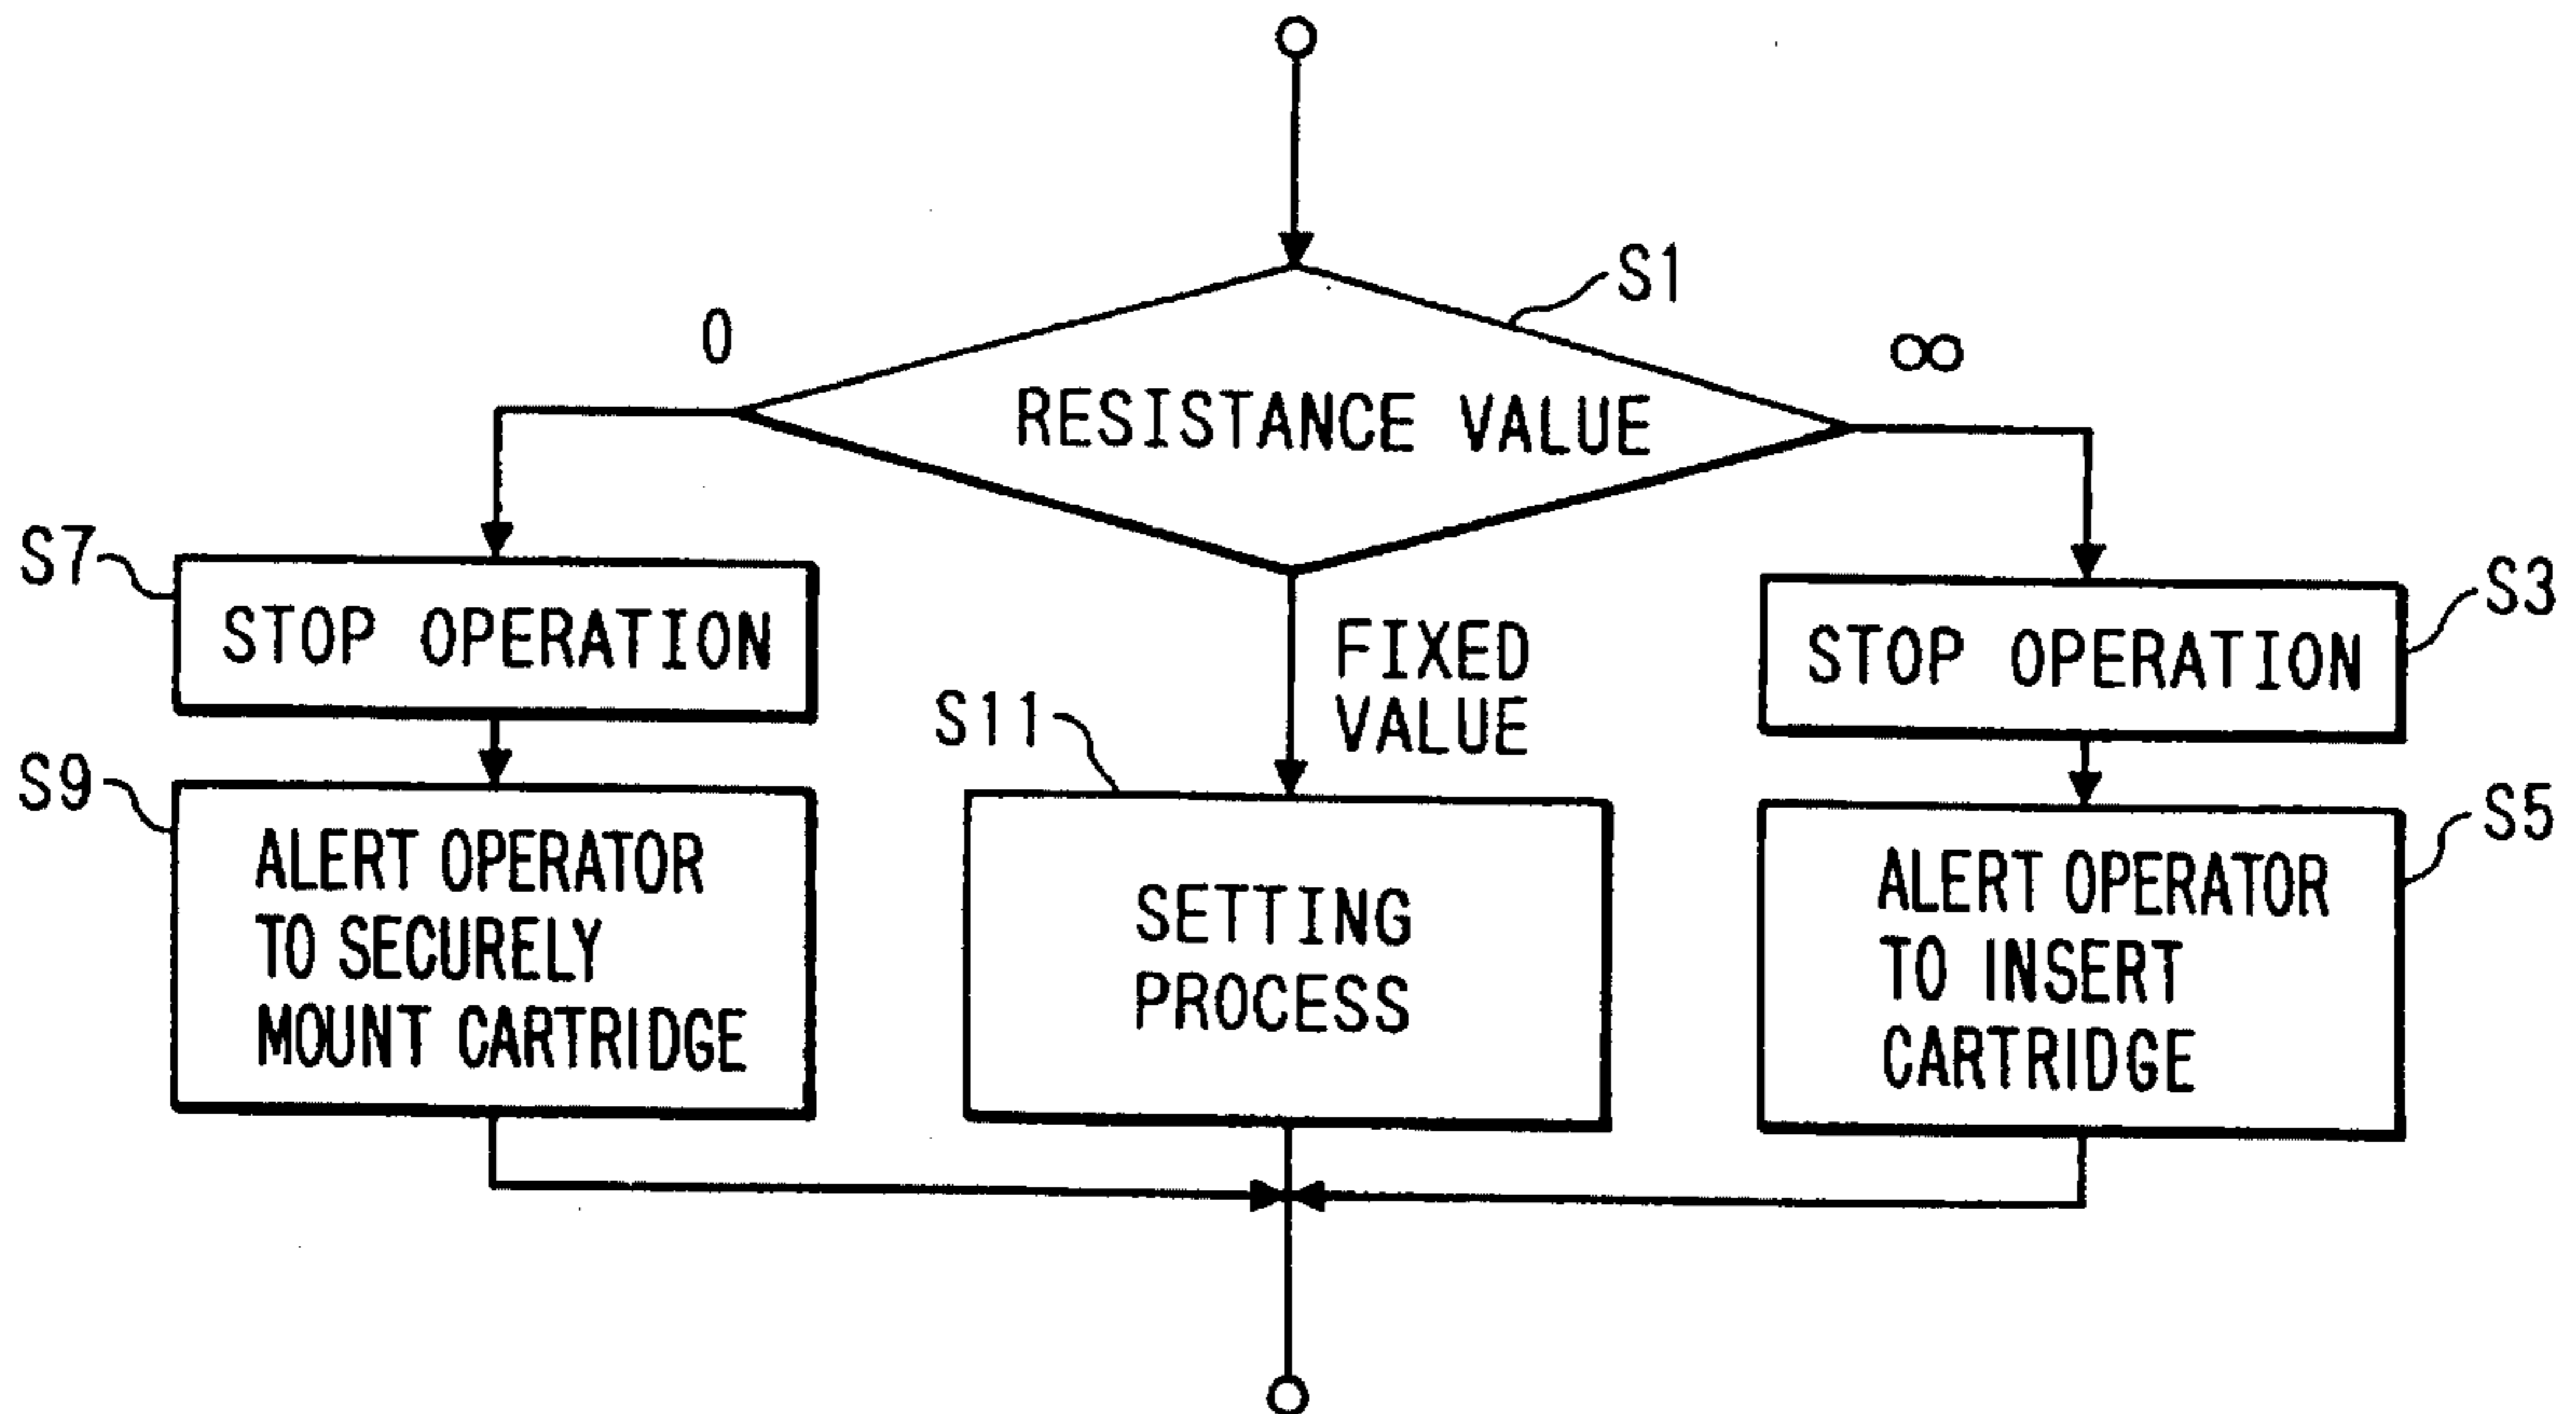 S1
0
∞
RESISTANCE VALUE
S7
STOP OPERATION
S3
STOP OPERATION
FIXED
VALUE
S11
S9
ALERT OPERATOR
TO SECURELY
MOUNT CARTRIDGE
SETTING
PROCESS
S5
ALERT OPERATOR
TO INSERT
CARTRIDGE